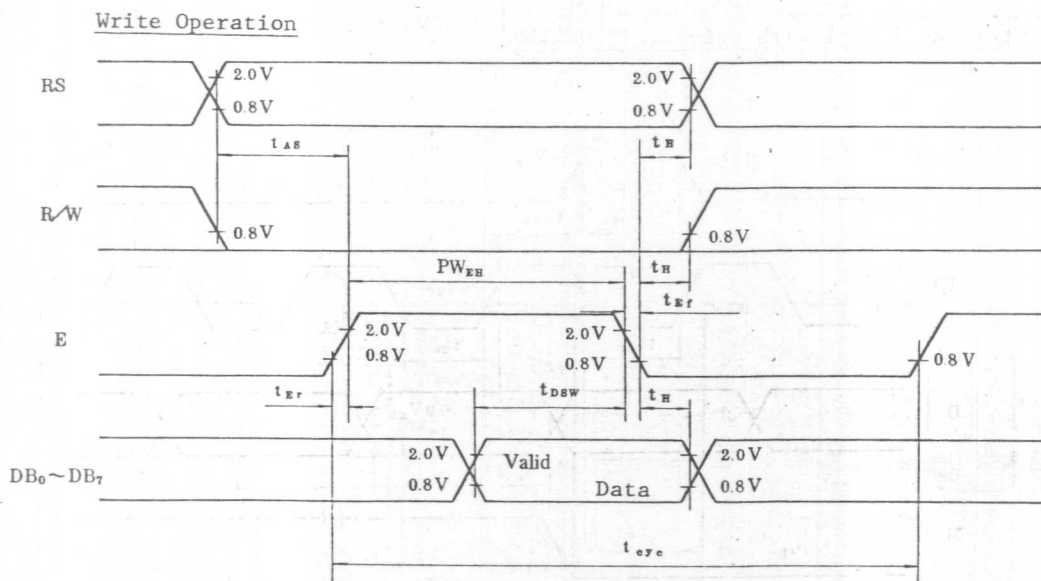 Write Operation
RS
2.0V
0.8V
2.0V
0.8V
tAS
tH
R/W
0.8V
0.8V
PWEH
tH
tEf
E
2.0V
0.8V
2.0V
0.8V
0.8V
tEr
tDSW
tH
DB0~DB7
2.0V
0.8V
Valid
Data
2.0V
0.8V
tcyc